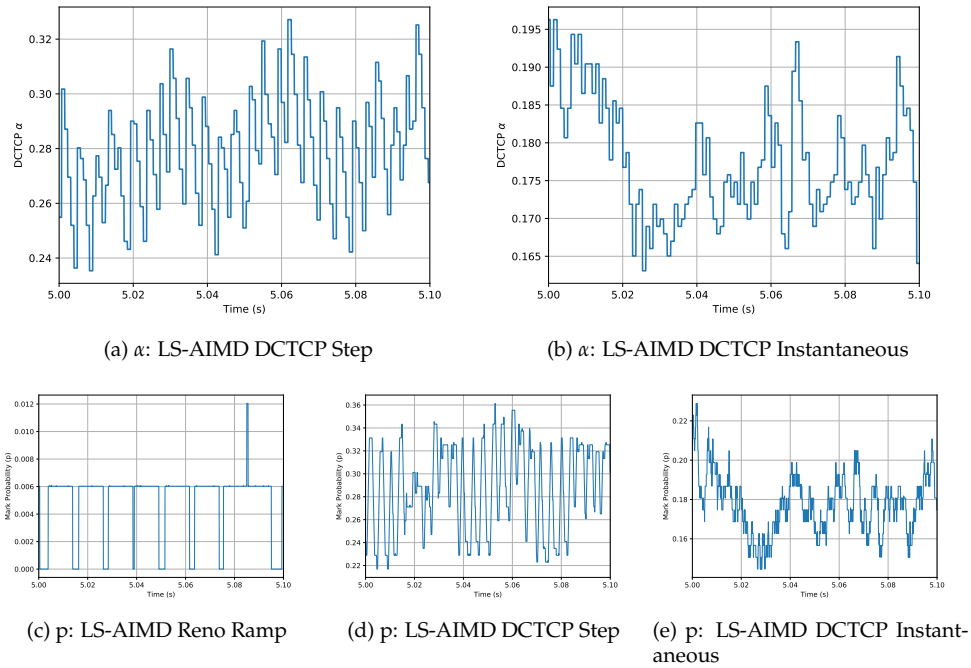 0.32
0.30
0.28
0.26
0.24
DCTCP α
5.00 5.02 5.04 5.06 5.08 5.10
Time (s)
(a) α: LS-AIMD DCTCP Step
0.195
0.190
0.185
0.180
0.175
0.170
0.165
DCTCP α
5.00 5.02 5.04 5.06 5.08 5.10
Time (s)
(b) α: LS-AIMD DCTCP Instantaneous
0.012
0.010
0.008
0.006
0.004
0.002
0.000
Mark Probability (p)
5.00 5.02 5.04 5.06 5.08 5.10
Time (s)
(c) p: LS-AIMD Reno Ramp
0.36
0.34
0.32
0.30
0.28
0.26
0.24
0.22
Mark Probability (p)
5.00 5.02 5.04 5.06 5.08 5.10
Time (s)
(d) p: LS-AIMD DCTCP Step
0.22
0.20
0.18
0.16
Mark Probability (p)
5.00 5.02 5.04 5.06 5.08 5.10
Time (s)
(e) p: LS-AIMD DCTCP Instant-
aneous